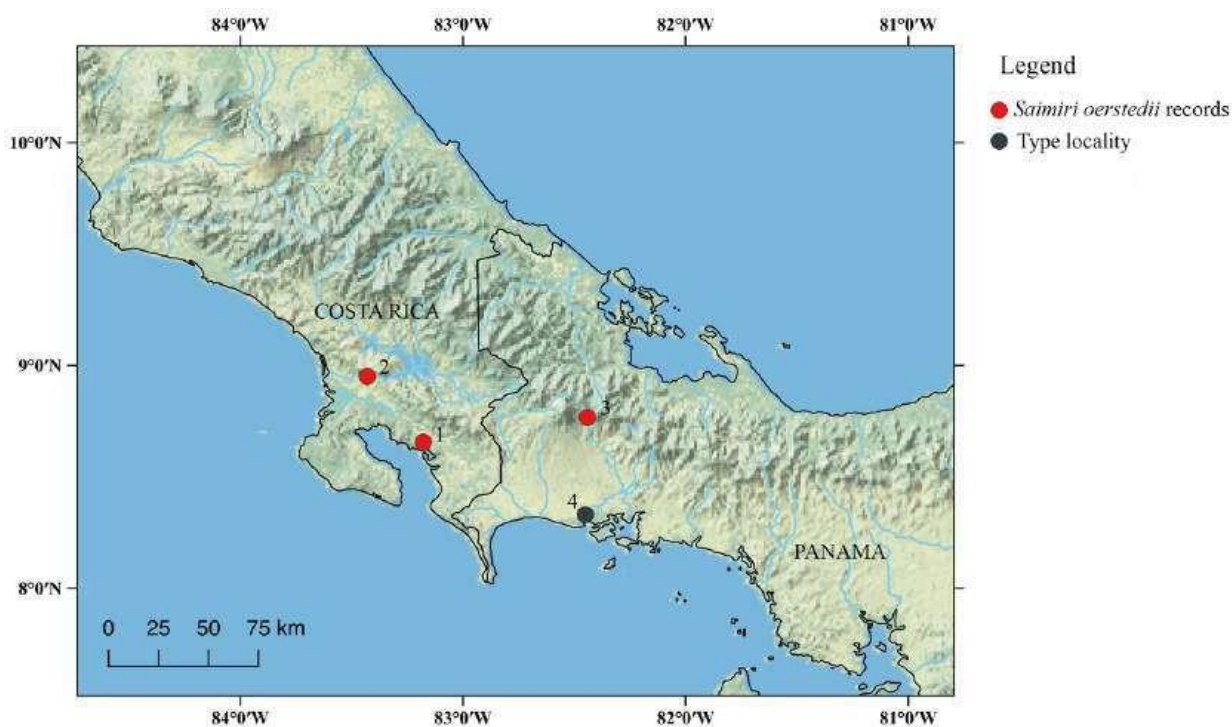 84°0'W 83°0'W 82°0'W 81°0'W
Legend
Saimiri oerstedii records
Type locality
10°0'N
COSTA RICA
9°0'N
2
3
1
4
PANAMA
8°0'N
0 25 50 75 km
84°0'W 83°0'W 82°0'W 81°0'W